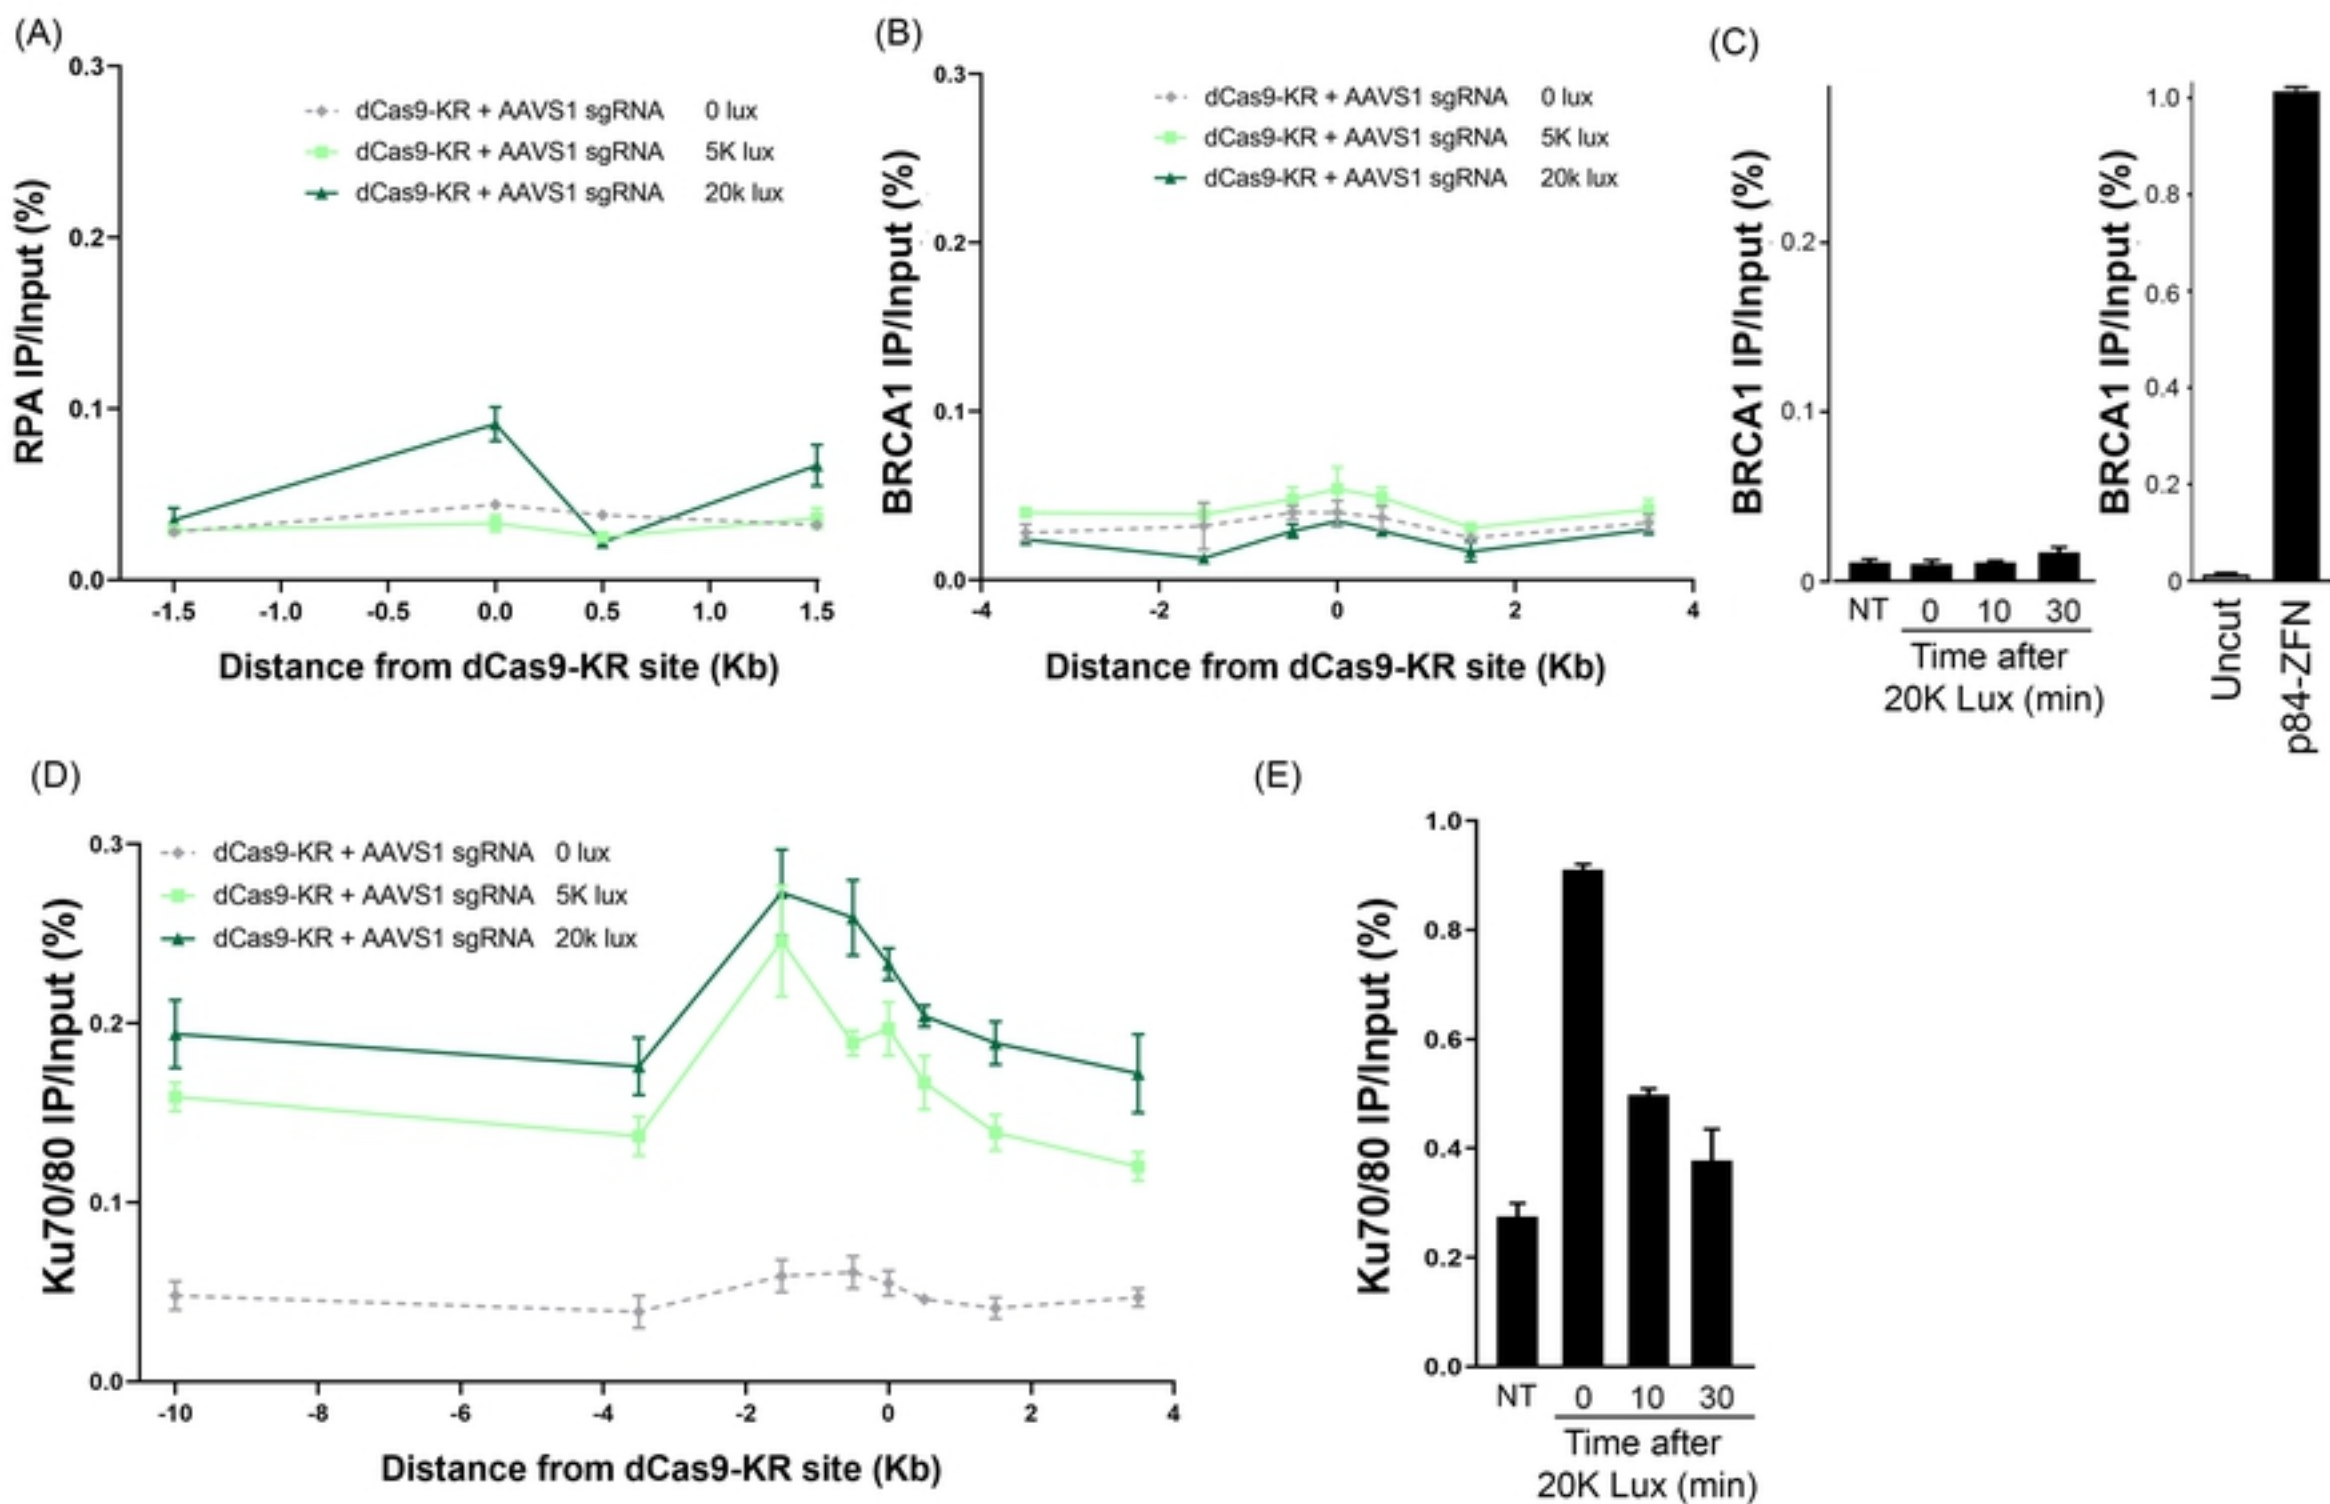 (A)
RPA IP/Input (%)
0.3
0.2
0.1
0.0
dCas9-KR + AAVS1 sgRNA 0 lux
dCas9-KR + AAVS1 sgRNA 5K lux
dCas9-KR + AAVS1 sgRNA 20k lux
-1.5 -1.0 -0.5 0.0 0.5 1.0 1.5
Distance from dCas9-KR site (Kb)
(B)
BRCA1 IP/Input (%)
0.3
0.2
0.1
0.0
dCas9-KR + AAVS1 sgRNA 0 lux
dCas9-KR + AAVS1 sgRNA 5K lux
dCas9-KR + AAVS1 sgRNA 20k lux
-4 -2 0 2 4
Distance from dCas9-KR site (Kb)
(C)
BRCA1 IP/Input (%)
0.2
0.1
0
NT 0 10 30
Time after
20K Lux (min)
BRCA1 IP/Input (%)
1.0
0.8
0.6
0.4
0.2
0
Uncut
p84-ZFN
(D)
Ku70/80 IP/Input (%)
0.3
0.2
0.1
0.0
dCas9-KR + AAVS1 sgRNA 0 lux
dCas9-KR + AAVS1 sgRNA 5K lux
dCas9-KR + AAVS1 sgRNA 20k lux
-10 -8 -6 -4 -2 0 2 4
Distance from dCas9-KR site (Kb)
(E)
Ku70/80 IP/Input (%)
1.0
0.8
0.6
0.4
0.2
0.0
NT 0 10 30
Time after
20K Lux (min)